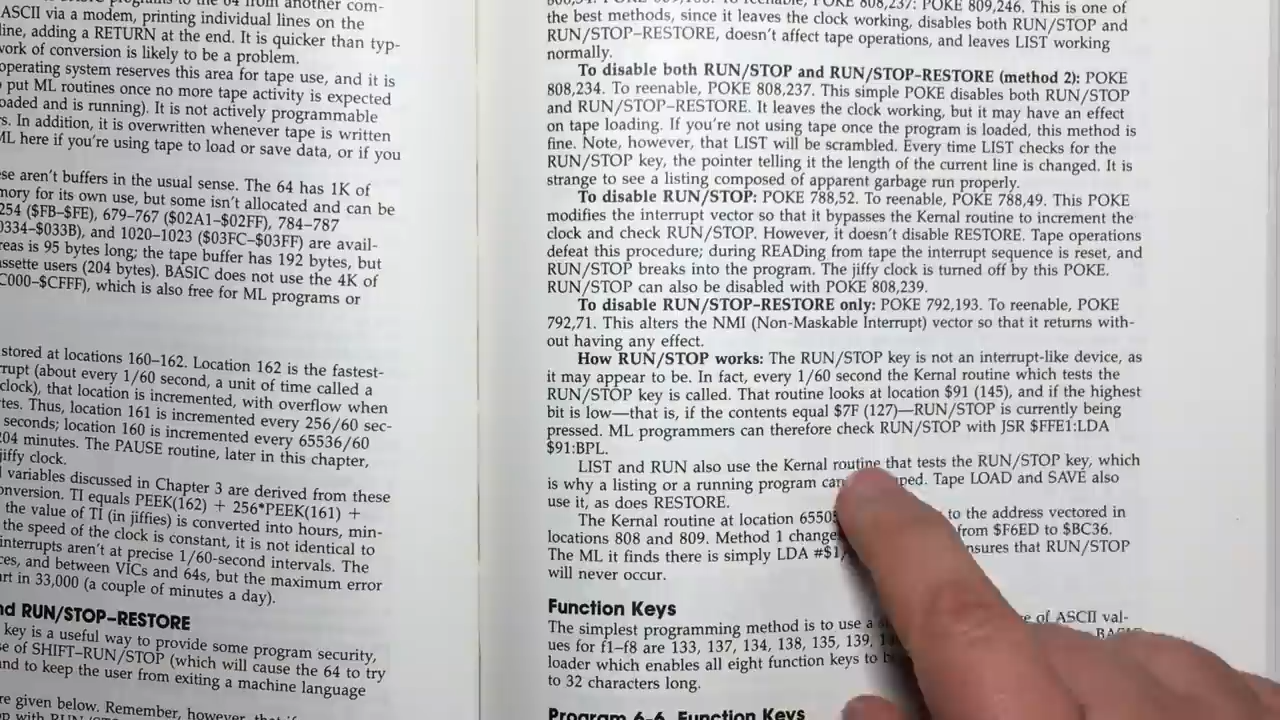 programs to the 64 from another com-
ASCII via a modem, printing individual lines on the
line, adding a RETURN at the end. It is quicker than typ-
work of conversion is likely to be a problem.
operating system reserves this area for tape use, and it is
put ML routines once no more tape activity is expected
oaded and is running). It is not actively programmable
s. In addition, it is overwritten whenever tape is written
ML here if you're using tape to load or save data, or if you
se aren't buffers in the usual sense. The 64 has 1K of
mory for its own use, but some isn't allocated and can be
254 ($FB–$FE), 679–767 ($02A1–$02FF), 784–787
0334–$033B), and 1020–1023 ($03FC–$03FF) are avail-
reas is 95 bytes long; the tape buffer has 192 bytes, but
ssette users (204 bytes). BASIC does not use the 4K of
C000–$CFFF), which is also free for ML programs or
stored at locations 160–162. Location 162 is the fastest-
rrupt (about every 1/60 second, a unit of time called a
clock), that location is incremented, with overflow when
tes. Thus, location 161 is incremented every 256/60 sec-
seconds; location 160 is incremented every 65536/60
04 minutes. The PAUSE routine, later in this chapter,
jiffy clock.
variables discussed in Chapter 3 are derived from these
onversion. TI equals PEEK(162) + 256*PEEK(161) +
the value of TI (in jiffies) is converted into hours, min-
the speed of the clock is constant, it is not identical to
interrupts aren't at precise 1/60-second intervals. The
ces, and between VICs and 64s, but the maximum error
art in 33,000 (a couple of minutes a day).
nd RUN/STOP–RESTORE
key is a useful way to provide some program security,
se of SHIFT–RUN/STOP (which will cause the 64 to try
and to keep the user from exiting a machine language
re given below. Remember, however, that if
POKE 808,237: POKE 809,246. This is one of
the best methods, since it leaves the clock working, disables both RUN/STOP and
RUN/STOP–RESTORE, doesn't affect tape operations, and leaves LIST working
normally.
To disable both RUN/STOP and RUN/STOP–RESTORE (method 2): POKE
808,234. To reenable, POKE 808,237. This simple POKE disables both RUN/STOP
and RUN/STOP–RESTORE. It leaves the clock working, but it may have an effect
on tape loading. If you're not using tape once the program is loaded, this method is
fine. Note, however, that LIST will be scrambled. Every time LIST checks for the
RUN/STOP key, the pointer telling it the length of the current line is changed. It is
strange to see a listing composed of apparent garbage run properly.
To disable RUN/STOP: POKE 788,52. To reenable, POKE 788,49. This POKE
modifies the interrupt vector so that it bypasses the Kernal routine to increment the
clock and check RUN/STOP. However, it doesn't disable RESTORE. Tape operations
defeat this procedure; during READing from tape the interrupt sequence is reset, and
RUN/STOP breaks into the program. The jiffy clock is turned off by this POKE.
RUN/STOP can also be disabled with POKE 808,239.
To disable RUN/STOP–RESTORE only: POKE 792,193. To reenable, POKE
792,71. This alters the NMI (Non-Maskable Interrupt) vector so that it returns with-
out having any effect.
How RUN/STOP works: The RUN/STOP key is not an interrupt-like device, as
it may appear to be. In fact, every 1/60 second the Kernal routine which tests the
RUN/STOP key is called. That routine looks at location $91 (145), and if the highest
bit is low—that is, if the contents equal $7F (127)—RUN/STOP is currently being
pressed. ML programmers can therefore check RUN/STOP with JSR $FFE1:LDA
$91:BPL.
LIST and RUN also use the Kernal routine that tests the RUN/STOP key, which
is why a listing or a running program can ped. Tape LOAD and SAVE also
use it, as does RESTORE.
The Kernal routine at location 65505 to the address vectored in
locations 808 and 809. Method 1 change from $F6ED to $BC36.
The ML it finds there is simply LDA #$1 nsures that RUN/STOP
will never occur.
Function Keys
The simplest programming method is to use a e of ASCII val-
ues for f1–f8 are 133, 137, 134, 138, 135, 139, 1 BASIC
loader which enables all eight function keys to b
to 32 characters long.
Program 6-6. Function Keys